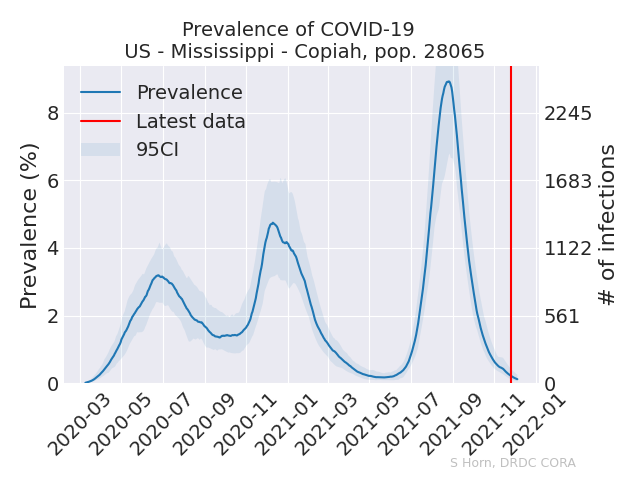 Prevalence of COVID-19
US - Mississippi - Copiah, pop. 28065
Prevalence
Latest data
95CI
Prevalence (%)
8
6
4
2
0
2245
1683
1122
561
0
# of infections
2020-03
2020-05
2020-07
2020-09
2020-11
2021-01
2021-03
2021-05
2021-07
2021-09
2021-11
2022-01
S Horn, DRDC CORA